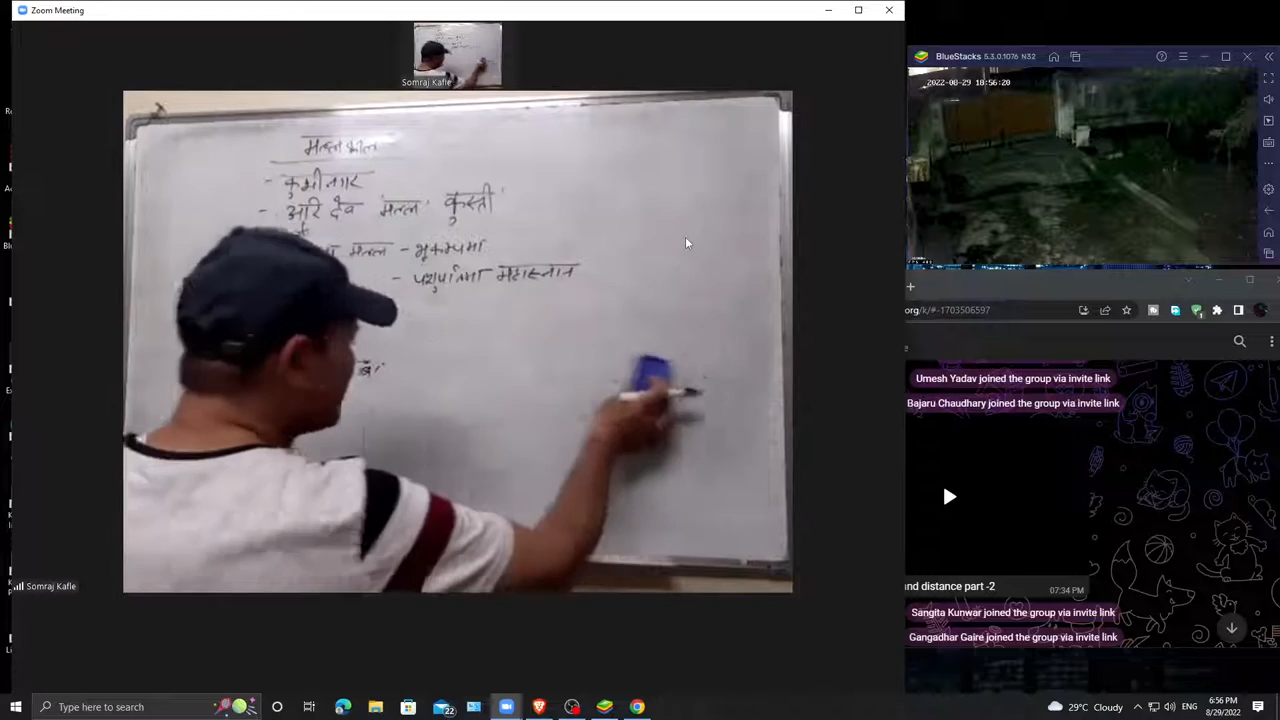 Zoom Meeting
Somraj Kafle
मल्लकाल
- कुशीनगर
- अरि देव 'मल्ल' कुस्ती
मल्ल - भूकम्पमा
- पशुपतिमा महास्नान
Somraj Kafle
BlueStacks 5.3.0.1076 N32
2022-08-29 18:56:20
.org/k/#-1703506597
Umesh Yadav joined the group via invite link
Bajaru Chaudhary joined the group via invite link
and distance part -2
07:34 PM
Sangita Kunwar joined the group via invite link
Gangadhar Gaire joined the group via invite link
Type here to search
22
29°C Cloudy
ENG
6:56 PM
8/29/2022